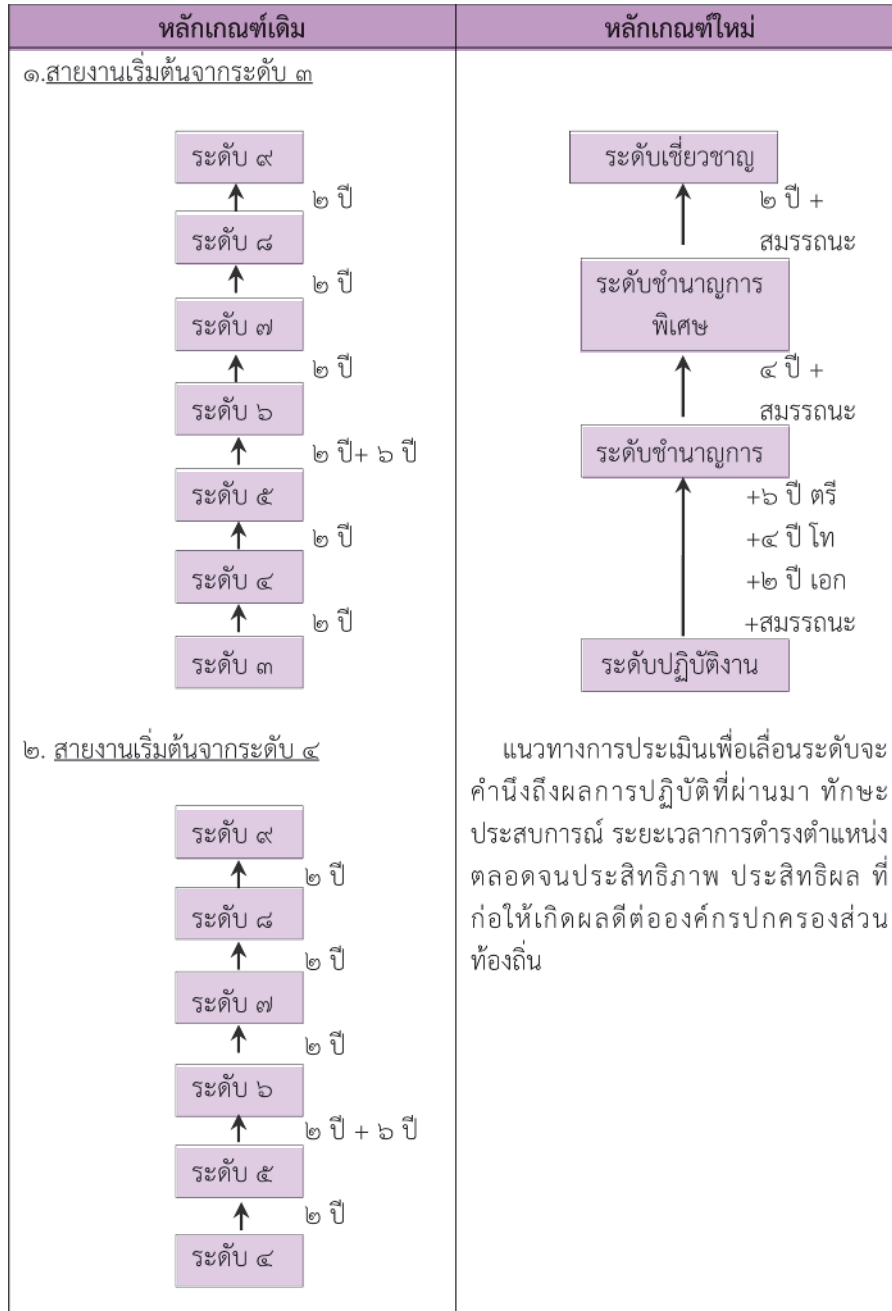 หลักเกณฑ์เดิม
หลักเกณฑ์ใหม่
๑.สายงานเริ่มต้นจากระดับ ๓
ระดับ ๙
๒ ปี
ระดับ ๘
๒ ปี
ระดับ ๗
๒ ปี
ระดับ ๖
๒ ปี+ ๖ ปี
ระดับ ๕
๒ ปี
ระดับ ๔
๒ ปี
ระดับ ๓
ระดับเชี่ยวชาญ
๒ ปี +
สมรรถนะ
ระดับชำนาญการ
พิเศษ
๔ ปี +
สมรรถนะ
ระดับชำนาญการ
+๖ ปี ตรี
+๔ ปี โท
+๒ ปี เอก
+สมรรถนะ
ระดับปฏิบัติงาน
๒. สายงานเริ่มต้นจากระดับ ๔
ระดับ ๙
๒ ปี
ระดับ ๘
๒ ปี
ระดับ ๗
๒ ปี
ระดับ ๖
๒ ปี + ๖ ปี
ระดับ ๕
๒ ปี
ระดับ ๔
แนวทางการประเมินเพื่อเลื่อนระดับจะ
คำนึงถึงผลการปฏิบัติที่ผ่านมา ทักษะ
ประสบการณ์ ระยะเวลาการดำรงตำแหน่ง
ตลอดจนประสิทธิภาพ ประสิทธิผล ที่
ก่อให้เกิดผลดีต่อองค์กรปกครองส่วน
ท้องถิ่น